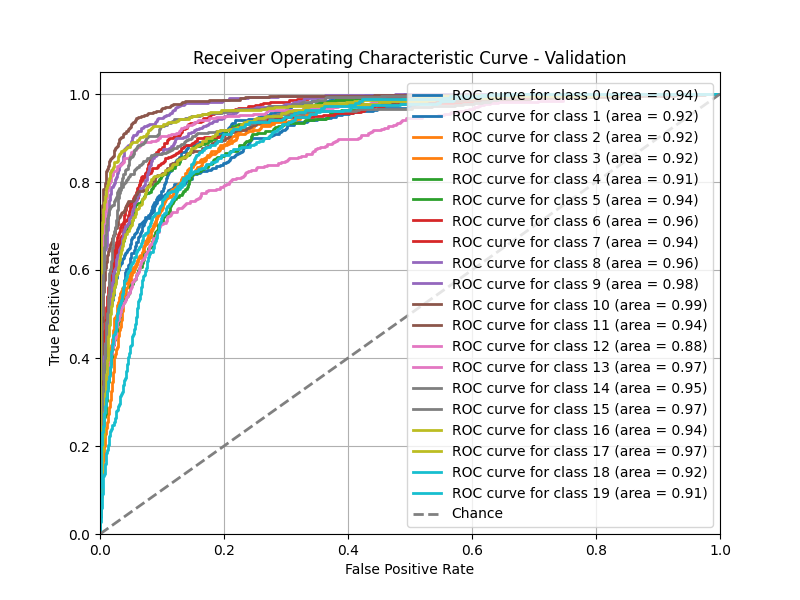 Receiver Operating Characteristic Curve - Validation
1.0
0.8
0.6
0.4
0.2
0.0
True Positive Rate
ROC curve for class 0 (area = 0.94)
ROC curve for class 1 (area = 0.92)
ROC curve for class 2 (area = 0.92)
ROC curve for class 3 (area = 0.92)
ROC curve for class 4 (area = 0.91)
ROC curve for class 5 (area = 0.94)
ROC curve for class 6 (area = 0.96)
ROC curve for class 7 (area = 0.94)
ROC curve for class 8 (area = 0.96)
ROC curve for class 9 (area = 0.98)
ROC curve for class 10 (area = 0.99)
ROC curve for class 11 (area = 0.94)
ROC curve for class 12 (area = 0.88)
ROC curve for class 13 (area = 0.97)
ROC curve for class 14 (area = 0.95)
ROC curve for class 15 (area = 0.97)
ROC curve for class 16 (area = 0.94)
ROC curve for class 17 (area = 0.97)
ROC curve for class 18 (area = 0.92)
ROC curve for class 19 (area = 0.91)
Chance
0.0 0.2 0.4 0.6 0.8 1.0
False Positive Rate